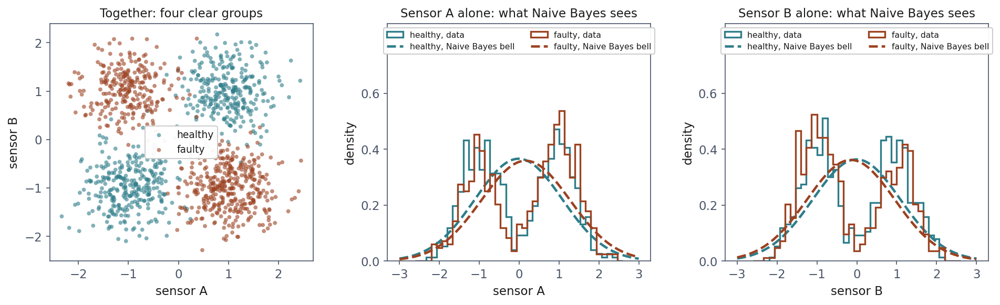 Together: four clear groups
2
1
0
−1
−2
sensor B
healthy
faulty
−2
−1
0
1
2
sensor A
Sensor A alone: what Naive Bayes sees
healthy, data
healthy, Naive Bayes bell
faulty, data
faulty, Naive Bayes bell
0.6
0.4
0.2
0.0
density
−3
−2
−1
0
1
2
3
sensor A
Sensor B alone: what Naive Bayes sees
healthy, data
healthy, Naive Bayes bell
faulty, data
faulty, Naive Bayes bell
0.6
0.4
0.2
0.0
density
−3
−2
−1
0
1
2
3
sensor B